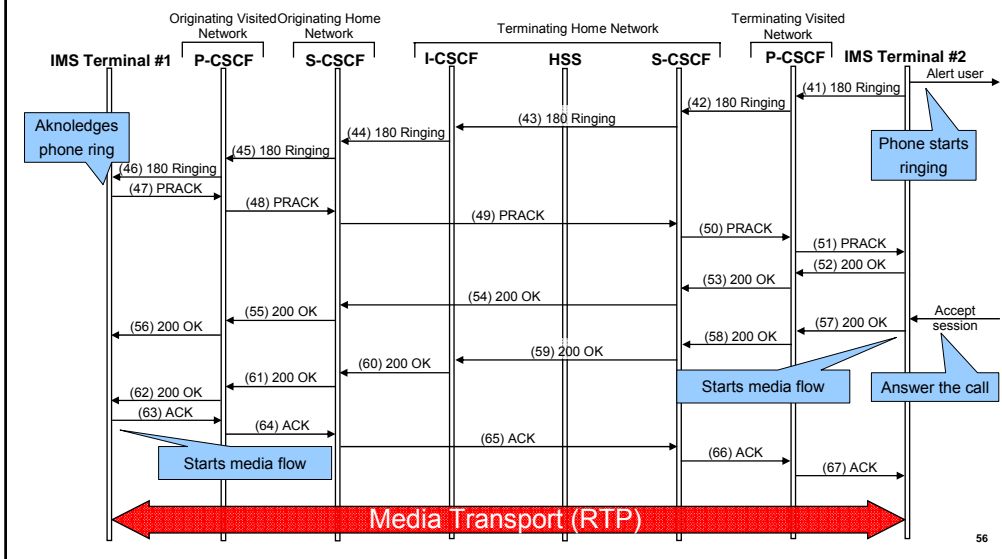 Originating Visited
Network
Originating Home
Network
Terminating Home Network
Terminating Visited
Network
IMS Terminal #1
P-CSCF
S-CSCF
I-CSCF
HSS
S-CSCF
P-CSCF
IMS Terminal #2
Alert user
(41) 180 Ringing
(42) 180 Ringing
(43) 180 Ringing
(44) 180 Ringing
(45) 180 Ringing
(46) 180 Ringing
Aknoledges
phone ring
Phone starts
ringing
(47) PRACK
(48) PRACK
(49) PRACK
(50) PRACK
(51) PRACK
(52) 200 OK
(53) 200 OK
(54) 200 OK
(55) 200 OK
(56) 200 OK
Accept
session
(57) 200 OK
(58) 200 OK
(59) 200 OK
(60) 200 OK
(61) 200 OK
(62) 200 OK
Starts media flow
Answer the call
(63) ACK
(64) ACK
(65) ACK
(66) ACK
(67) ACK
Starts media flow
Media Transport (RTP)
56